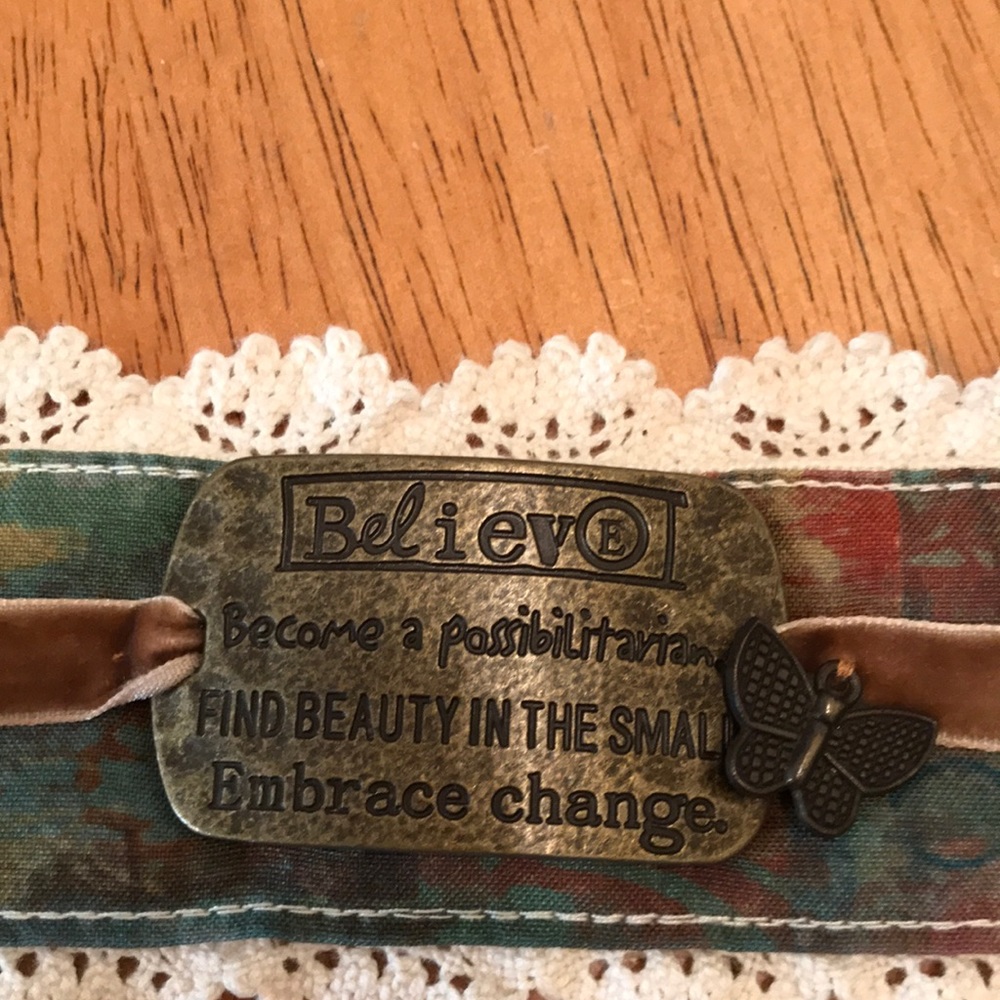 BelievE
Become a possibilitarian.
FIND BEAUTY IN THE SMALL
Embrace change.